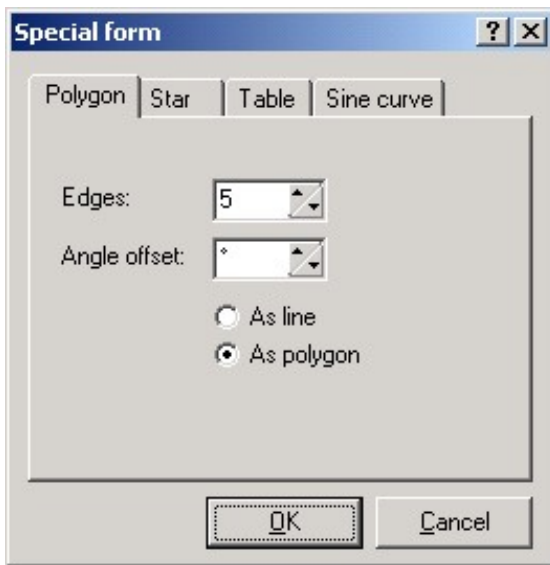 Special form
Polygon Star Table Sine curve
Edges: 5
Angle offset: °
As line
As polygon
OK Cancel